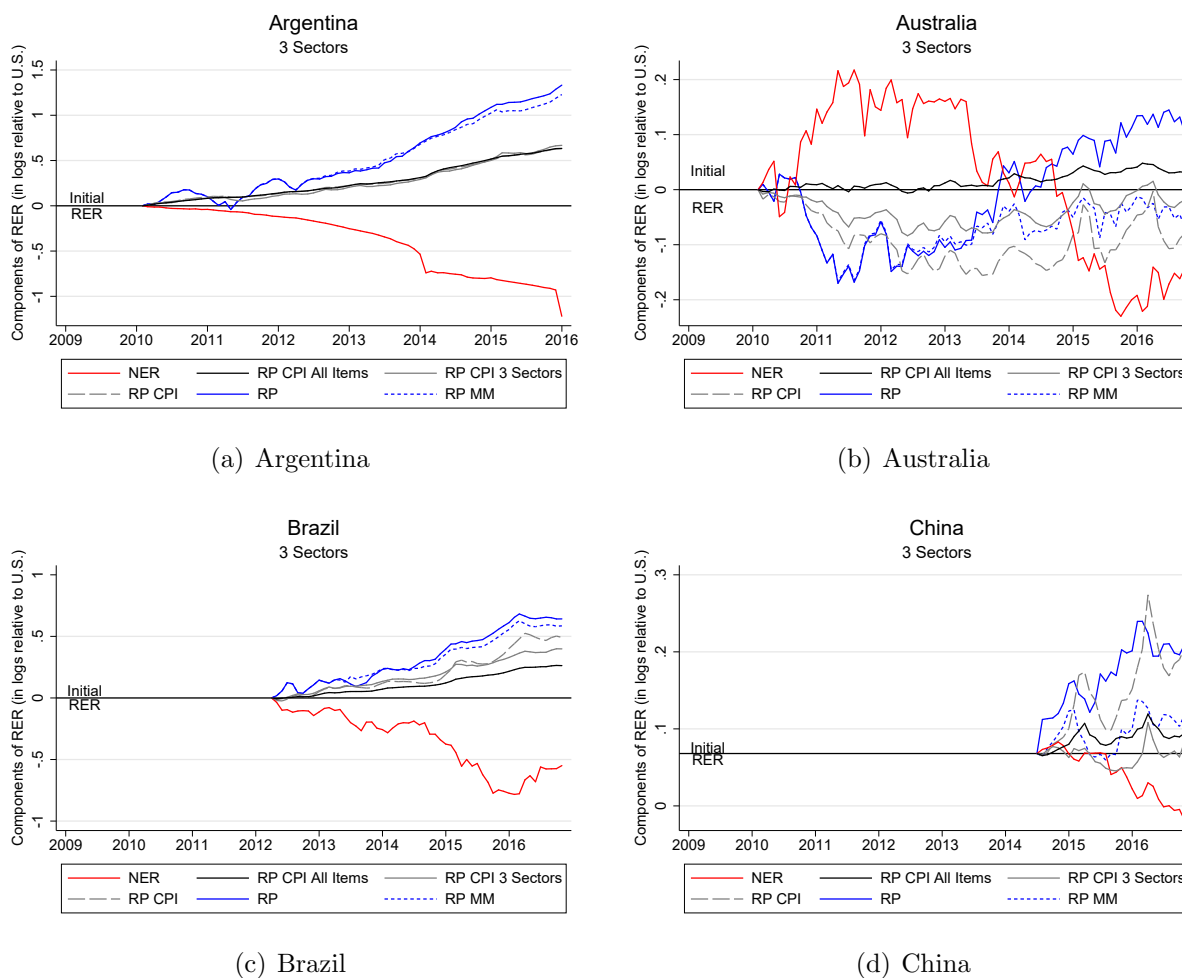 Argentina
3 Sectors
Components of RER (in logs relative to U.S.)
1.5
1
.5
0
-.5
-1
Initial
RER
2009 2010 2011 2012 2013 2014 2015 2016
NER RP CPI All Items RP CPI 3 Sectors
RP CPI RP RP MM
(a) Argentina
Australia
3 Sectors
Components of RER (in logs relative to U.S.)
.2
.1
0
-.1
-.2
Initial
RER
2009 2010 2011 2012 2013 2014 2015 2016
NER RP CPI All Items RP CPI 3 Sectors
RP CPI RP RP MM
(b) Australia
Brazil
3 Sectors
Components of RER (in logs relative to U.S.)
1
.5
0
-.5
-1
Initial
RER
2009 2010 2011 2012 2013 2014 2015 2016
NER RP CPI All Items RP CPI 3 Sectors
RP CPI RP RP MM
(c) Brazil
China
3 Sectors
Components of RER (in logs relative to U.S.)
.3
.2
.1
0
Initial
RER
2009 2010 2011 2012 2013 2014 2015 2016
NER RP CPI All Items RP CPI 3 Sectors
RP CPI RP RP MM
(d) China